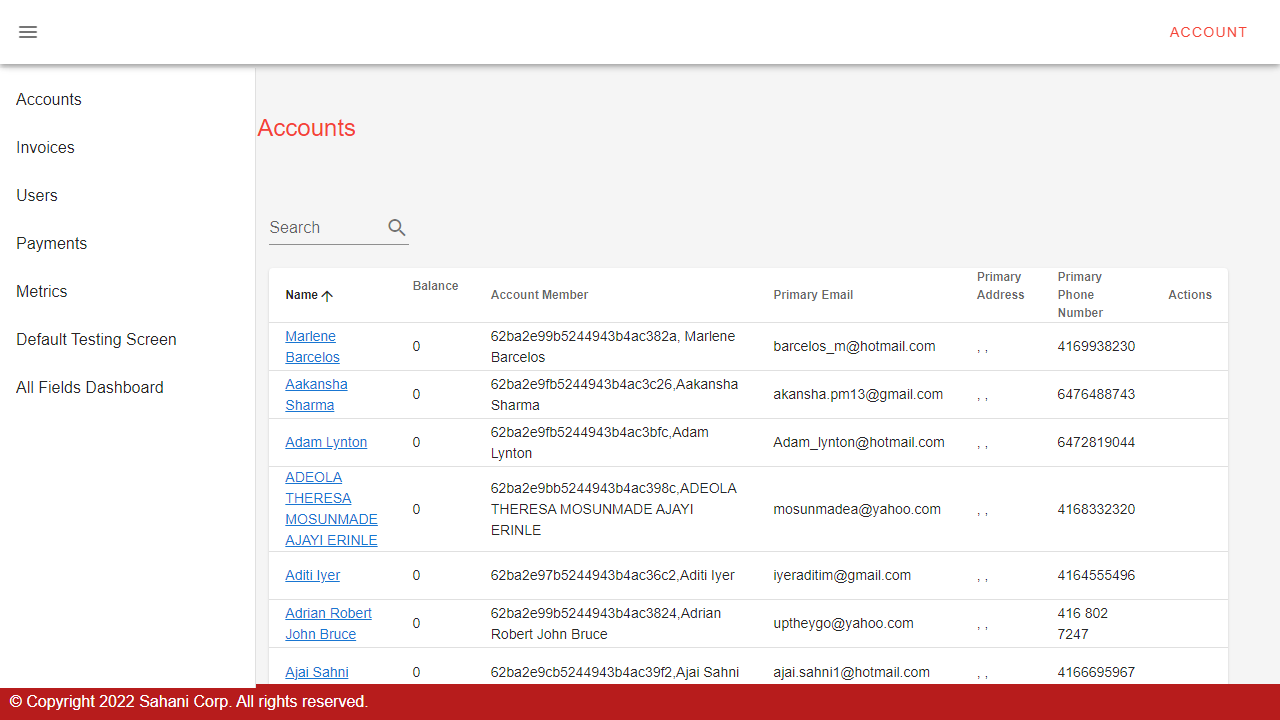 ACCOUNT
Accounts
Invoices
Users
Payments
Metrics
Default Testing Screen
All Fields Dashboard
Accounts
Search
Name Balance Account Member Primary Email Primary Address Primary Phone Number Actions
Marlene Barcelos 0 62ba2e99b5244943b4ac382a, Marlene Barcelos barcelos_m@hotmail.com , , 4169938230
Aakansha Sharma 0 62ba2e9fb5244943b4ac3c26,Aakansha Sharma akansha.pm13@gmail.com , , 6476488743
Adam Lynton 0 62ba2e9fb5244943b4ac3bfc,Adam Lynton Adam_lynton@hotmail.com , , 6472819044
ADEOLA THERESA MOSUNMADE AJAYI ERINLE 0 62ba2e9bb5244943b4ac398c,ADEOLA THERESA MOSUNMADE AJAYI ERINLE mosunmadea@yahoo.com , , 4168332320
Aditi Iyer 0 62ba2e97b5244943b4ac36c2,Aditi Iyer iyeraditim@gmail.com , , 4164555496
Adrian Robert John Bruce 0 62ba2e99b5244943b4ac3824,Adrian Robert John Bruce uptheygo@yahoo.com , , 416 802 7247
Ajai Sahni 0 62ba2e9cb5244943b4ac39f2,Ajai Sahni ajai.sahni1@hotmail.com , , 4166695967
© Copyright 2022 Sahani Corp. All rights reserved.